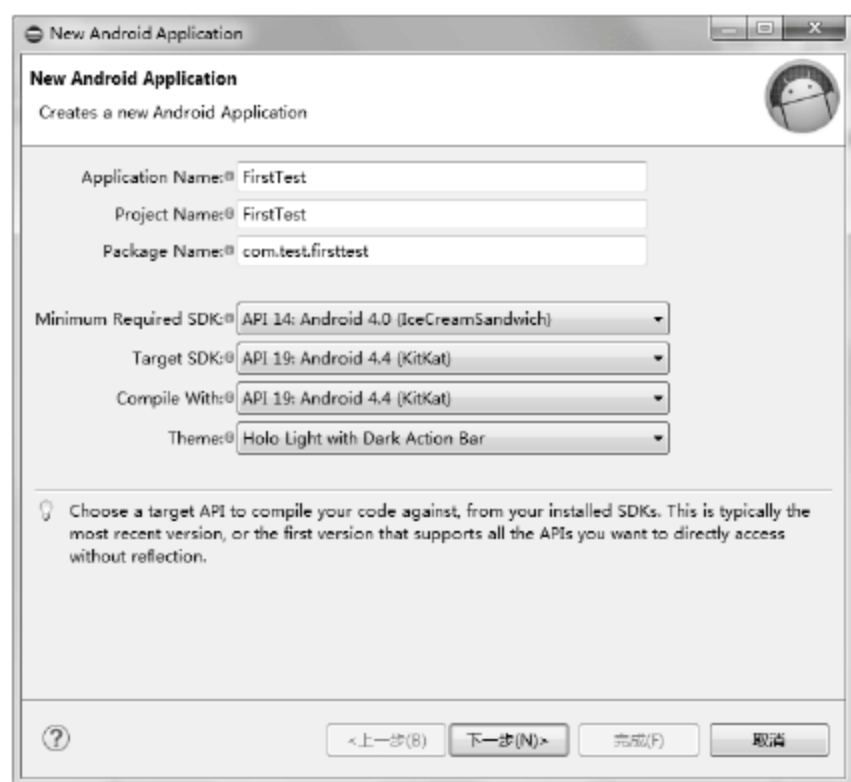 New Android Application
New Android Application
Creates a new Android Application
Application Name: FirstTest
Project Name: FirstTest
Package Name: com.test.firsttest
Minimum Required SDK: API 14: Android 4.0 (IceCreamSandwich)
Target SDK: API 19: Android 4.4 (KitKat)
Compile With: API 19: Android 4.4 (KitKat)
Theme: Holo Light with Dark Action Bar
Choose a target API to compile your code against, from your installed SDKs. This is typically the
most recent version, or the first version that supports all the APIs you want to directly access
without reflection.
<上一步(B) 下一步(N)> 完成(F) 取消